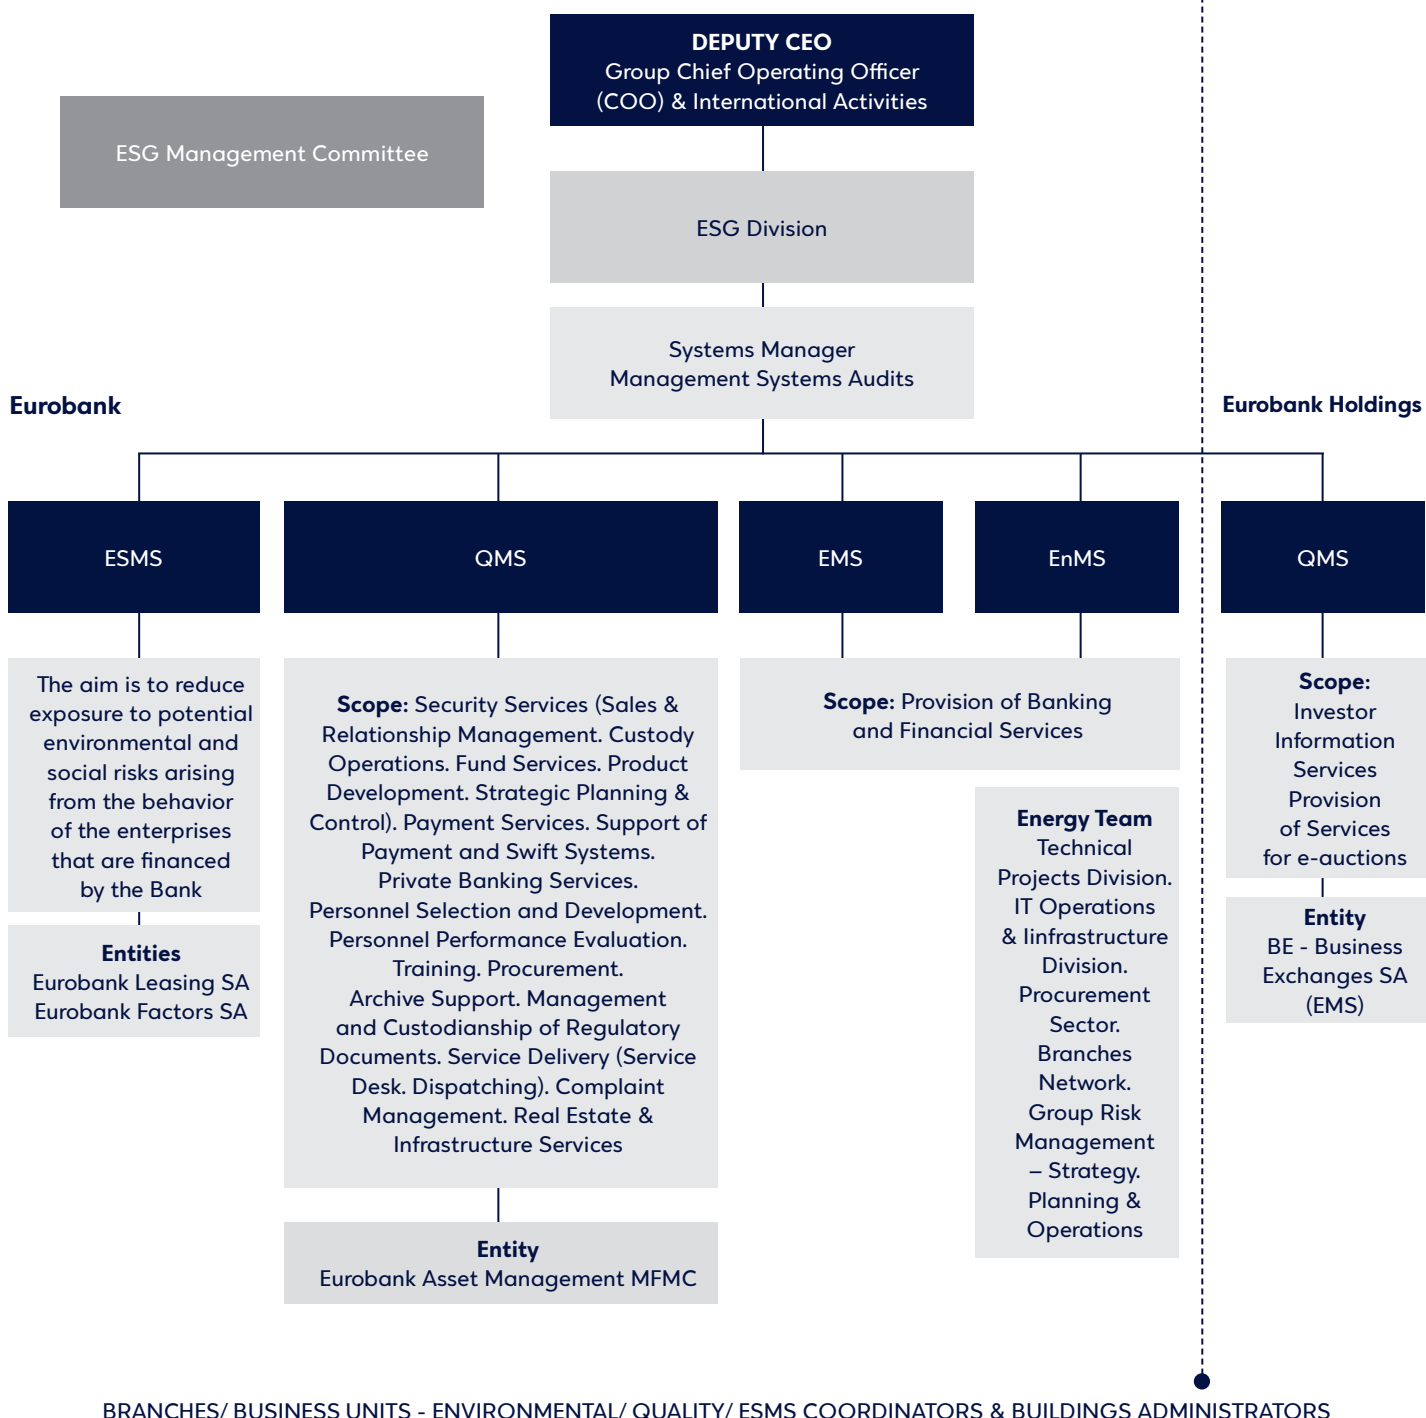 DEPUTY CEO
Group Chief Operating Officer
(COO) & International Activities
ESG Management Committee
ESG Division
Systems Manager
Management Systems Audits
Eurobank
Eurobank Holdings
ESMS
QMS
EMS
EnMS
QMS
The aim is to reduce
exposure to potential
environmental and
social risks arising
from the behavior
of the enterprises
that are financed
by the Bank
Entities
Eurobank Leasing SA
Eurobank Factors SA
Scope: Security Services (Sales &
Relationship Management. Custody
Operations. Fund Services. Product
Development. Strategic Planning &
Control). Payment Services. Support of
Payment and Swift Systems.
Private Banking Services.
Personnel Selection and Development.
Personnel Performance Evaluation.
Training. Procurement.
Archive Support. Management
and Custodianship of Regulatory
Documents. Service Delivery (Service
Desk. Dispatching). Complaint
Management. Real Estate &
Infrastructure Services
Entity
Eurobank Asset Management MFMC
Scope: Provision of Banking
and Financial Services
Energy Team
Technical
Projects Division.
IT Operations
& Iinfrastructure
Division.
Procurement
Sector.
Branches
Network.
Group Risk
Management
– Strategy.
Planning &
Operations
Scope:
Investor
Information
Services
Provision
of Services
for e-auctions
Entity
BE - Business
Exchanges SA
(EMS)
BRANCHES/ BUSINESS UNITS - ENVIRONMENTAL/ QUALITY/ ESMS COORDINATORS & BUILDINGS ADMINISTRATORS